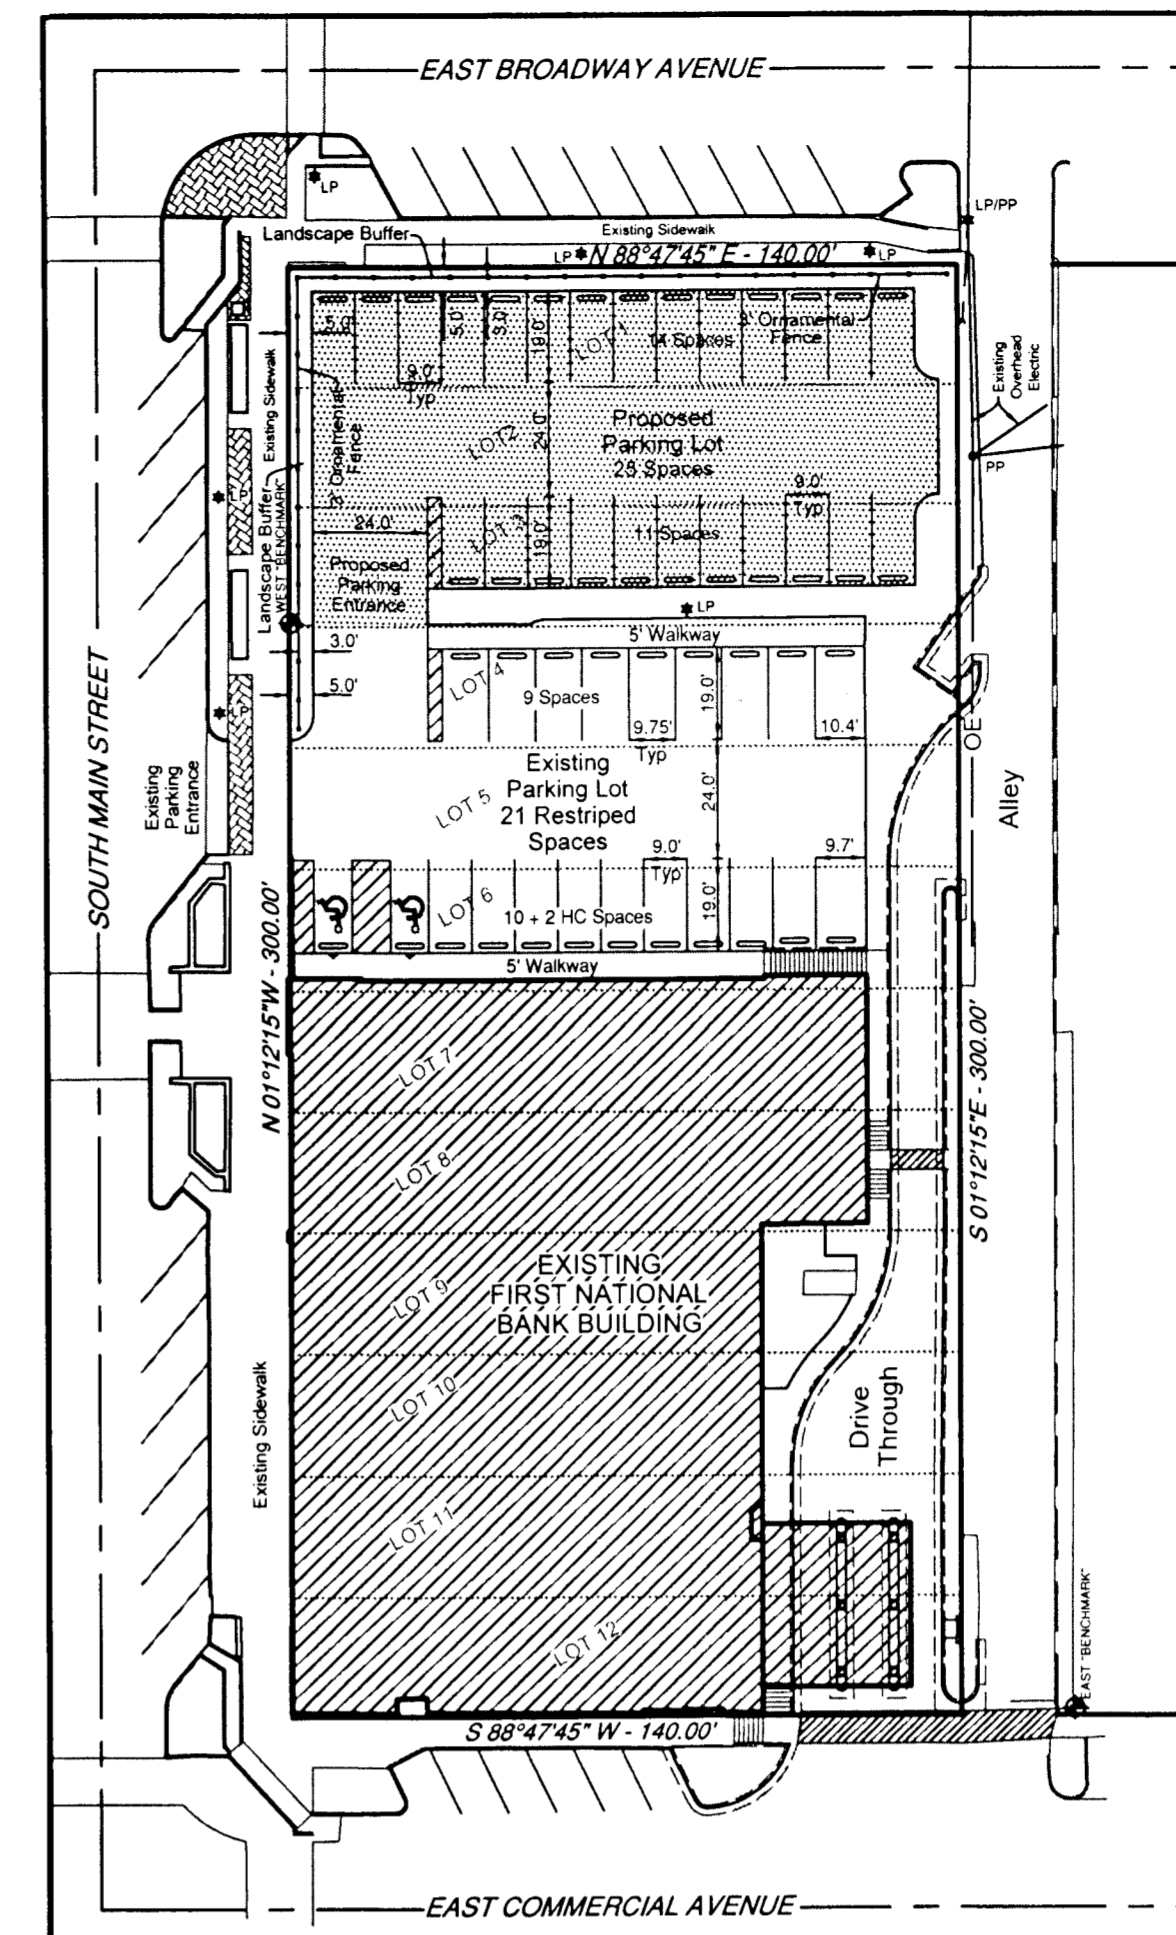 EAST BROADWAY AVENUE
LP
LP/PP
Existing Sidewalk
Landscape Buffer
LP
N 88°47'45" E - 140.00'
LP
5.0'
5.0'
3.0'
19.0'
LOT 1
14 Spaces
3' Ornamental
Fence
Existing
Overhead
Electric
Existing Sidewalk
9.0'
Typ
3' Ornamental
Fence
LOT 2
24.0'
Proposed
Parking Lot
25 Spaces
PP
LP
Landscape Buffer
WEST "BENCHMARK"
24.0'
LOT 3
19.0'
9.0'
Typ
11 Spaces
Proposed
Parking
Entrance
LP
5' Walkway
3.0'
5.0'
LP
LOT 4
9 Spaces
9.75'
Typ
19.0'
10.4'
OE
SOUTH MAIN STREET
Existing
Parking
Entrance
LOT 5
Existing
Parking Lot
21 Restriped
Spaces
24.0'
Alley
9.0'
Typ
9.7'
LOT 6
10 + 2 HC Spaces
19.0'
5' Walkway
N 01°12'15"W - 300.00'
S 01°12'15"E - 300.00'
LOT 7
LOT 8
EXISTING
FIRST NATIONAL
BANK BUILDING
LOT 9
LOT 10
Existing Sidewalk
Drive
Through
LOT 11
LOT 12
EAST "BENCHMARK"
S 88°47'45" W - 140.00'
EAST COMMERCIAL AVENUE